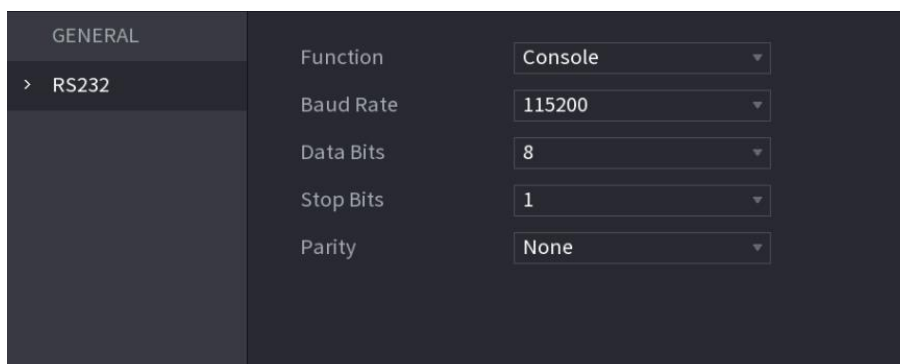 GENERAL
> RS232
Function Console
Baud Rate 115200
Data Bits 8
Stop Bits 1
Parity None